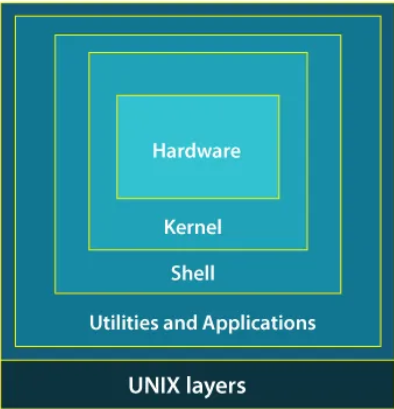 Hardware
Kernel
Shell
Utilities and Applications
UNIX layers